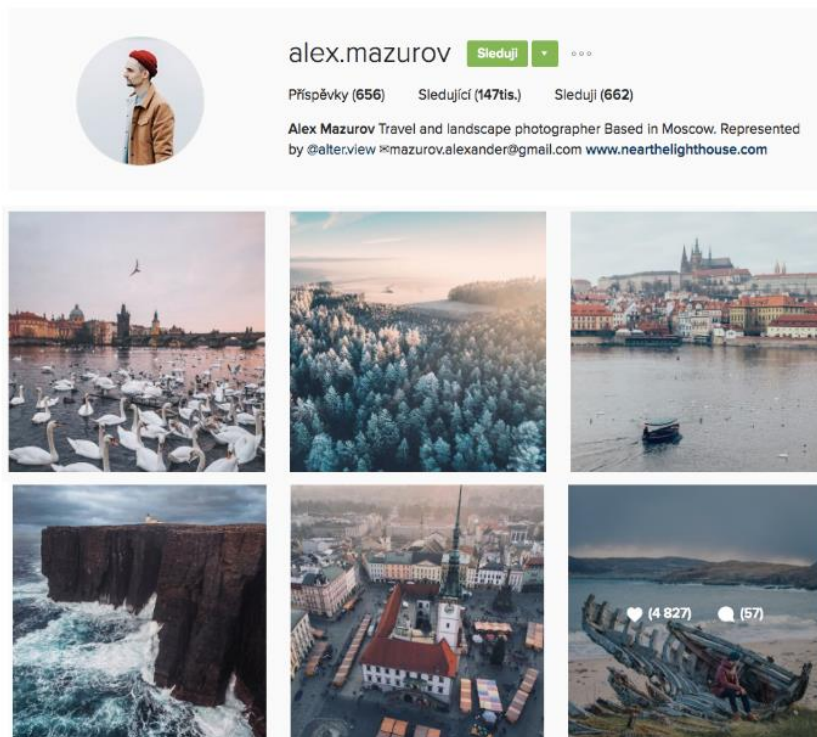 alex.mazurov Sleduji
Příspěvky (656) Sledující (147tis.) Sleduji (662)
Alex Mazurov Travel and landscape photographer Based in Moscow. Represented
by @alter.view ✉mazurov.alexander@gmail.com www.nearthelighthouse.com
(4 827) (57)